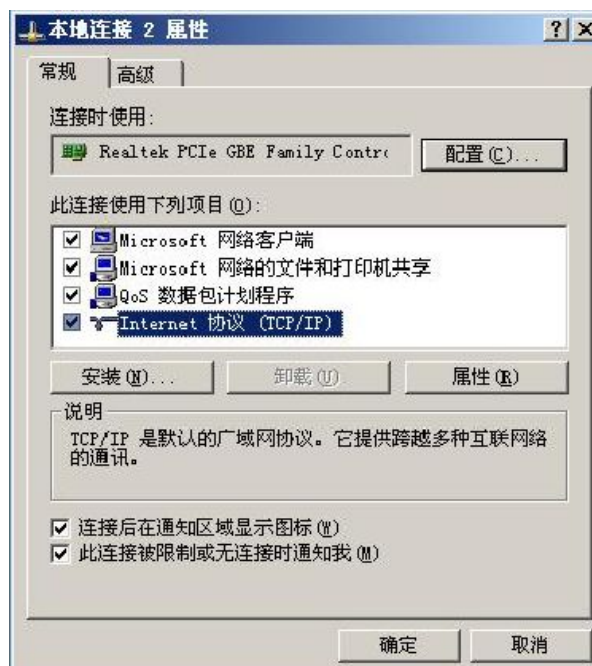 本地连接 2 属性
常规
高级
连接时使用:
Realtek PCIe GBE Family Contr
配置(C)...
此连接使用下列项目(O):
Microsoft 网络客户端
Microsoft 网络的文件和打印机共享
QoS 数据包计划程序
Internet 协议 (TCP/IP)
安装(N)...
卸载(U)
属性(R)
说明
TCP/IP 是默认的广域网协议。它提供跨越多种互联网络
的通讯。
连接后在通知区域显示图标(W)
此连接被限制或无连接时通知我(M)
确定
取消